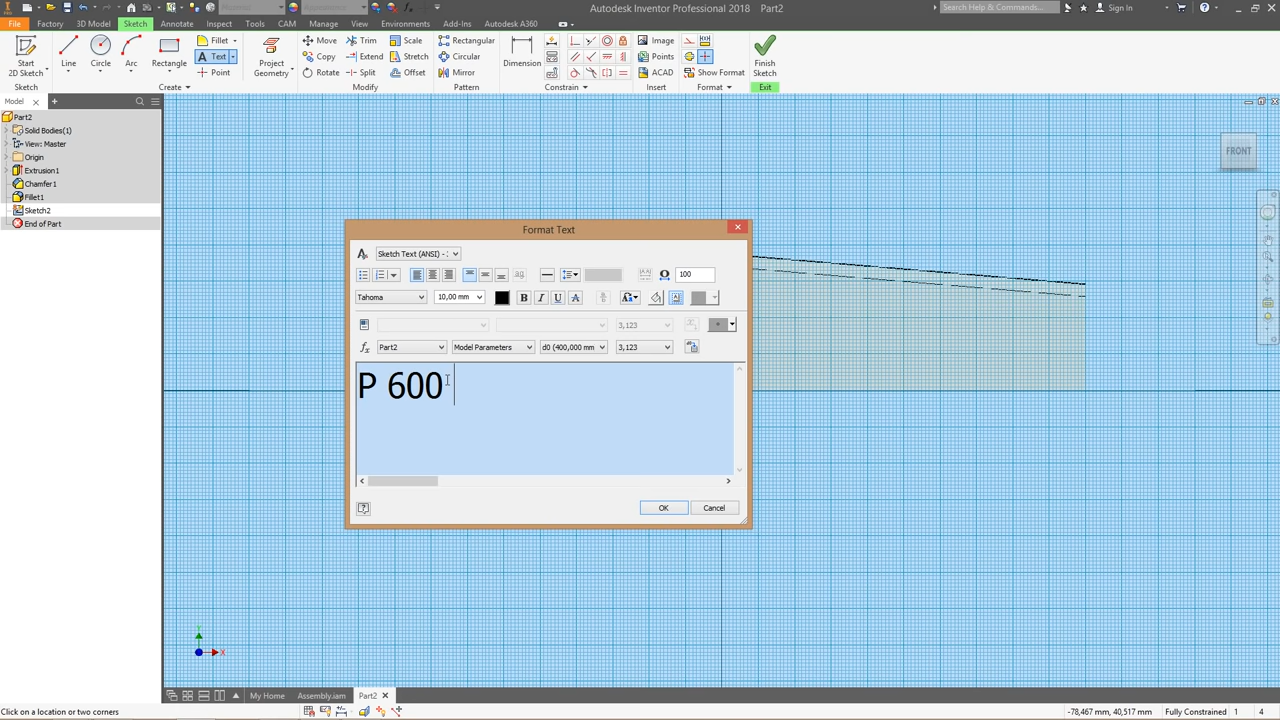 Autodesk Inventor Professional 2018 Part2
Search Help & Commands...
Sign In
File
3D Model
Sketch
Annotate
Inspect
Tools
CAM
Manage
View
Environments
Add-Ins
Autodesk A360
Start
2D Sketch
Line
Circle
Arc
Rectangle
Fillet
Text
Point
Project
Geometry
Move
Copy
Rotate
Trim
Extend
Split
Scale
Stretch
Offset
Rectangular
Circular
Mirror
Dimension
Image
Points
ACAD
Show Format
Finish
Sketch
Sketch
Create
Modify
Pattern
Constrain
Insert
Format
Exit
Model
Part2
Solid Bodies(1)
View: Master
Origin
Extrusion1
Chamfer1
Fillet1
Sketch2
End of Part
FRONT
Format Text
Sketch Text (ANSI) -
100
Tahoma
10,00 mm
B I U A
3,123
Part2
Model Parameters
d0 (400,000 mm
3,123
P 600
OK
Cancel
Y
X
My Home
Assembly.iam
Part2
Click on a location or two corners
-78,467 mm, 40,517 mm
Fully Constrained
1
4